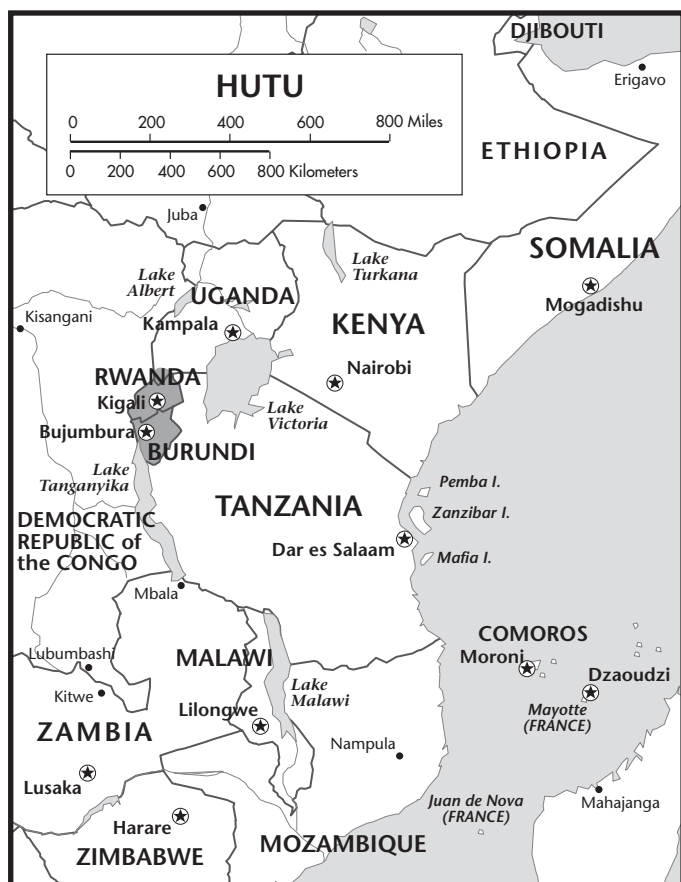 DJIBOUTI
Erigavo
HUTU
0 200 400 600 800 Miles
0 200 400 600 800 Kilometers
ETHIOPIA
Juba
SOMALIA
Lake
Turkana
Lake
Albert
UGANDA
Mogadishu
Kisangani
Kampala
KENYA
Nairobi
RWANDA
Kigali
Lake
Victoria
Bujumbura
BURUNDI
Lake
Tanganyika
Pemba I.
TANZANIA
Zanzibar I.
DEMOCRATIC
REPUBLIC of
the CONGO
Dar es Salaam
Mafia I.
Mbala
COMOROS
Moroni
Lubumbashi
MALAWI
Dzaoudzi
Kitwe
Lake
Malawi
Lilongwe
Mayotte
(FRANCE)
ZAMBIA
Nampula
Lusaka
Juan de Nova
(FRANCE)
Mahajanga
Harare
MOZAMBIQUE
ZIMBABWE